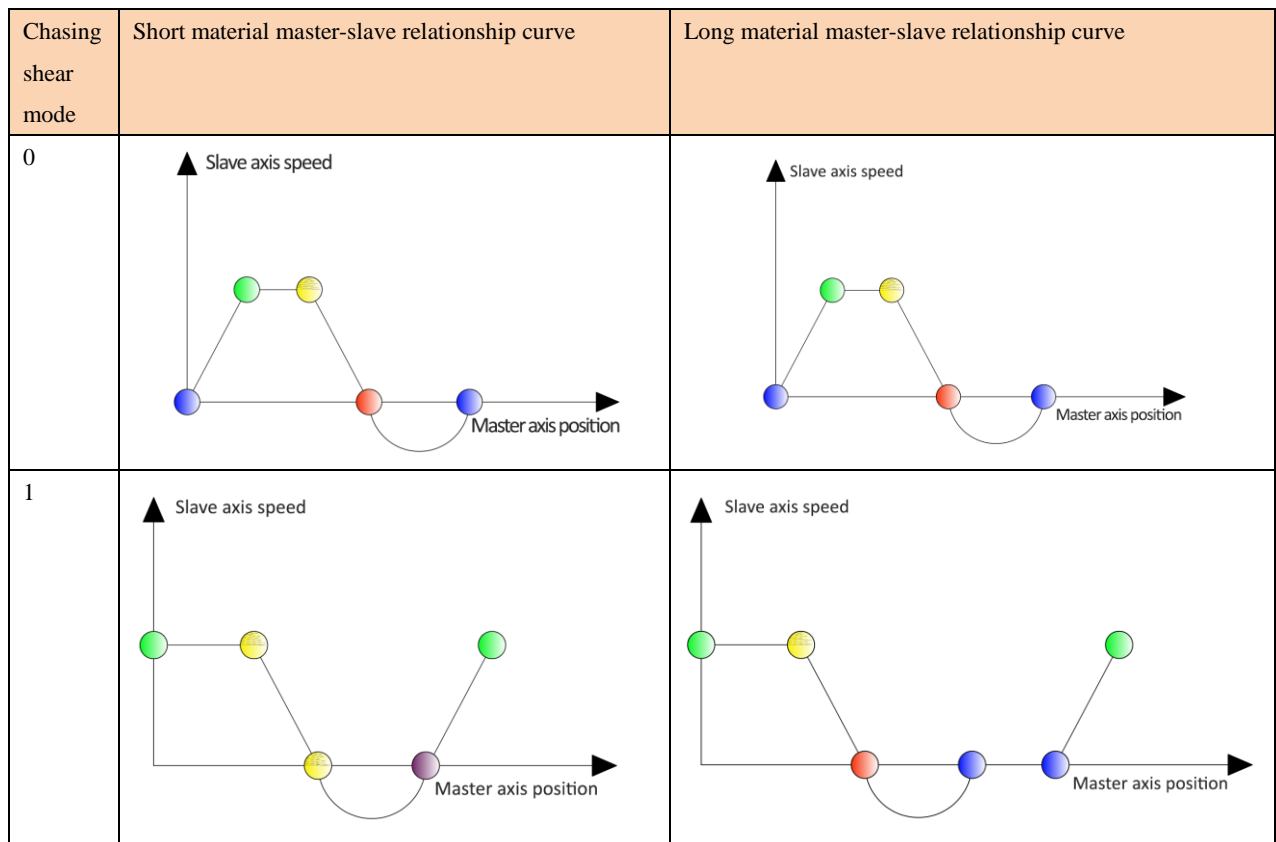 Chasing
shear
mode
Short material master-slave relationship curve
Long material master-slave relationship curve
0
Slave axis speed
Master axis position
Slave axis speed
Master axis position
1
Slave axis speed
Master axis position
Slave axis speed
Master axis position